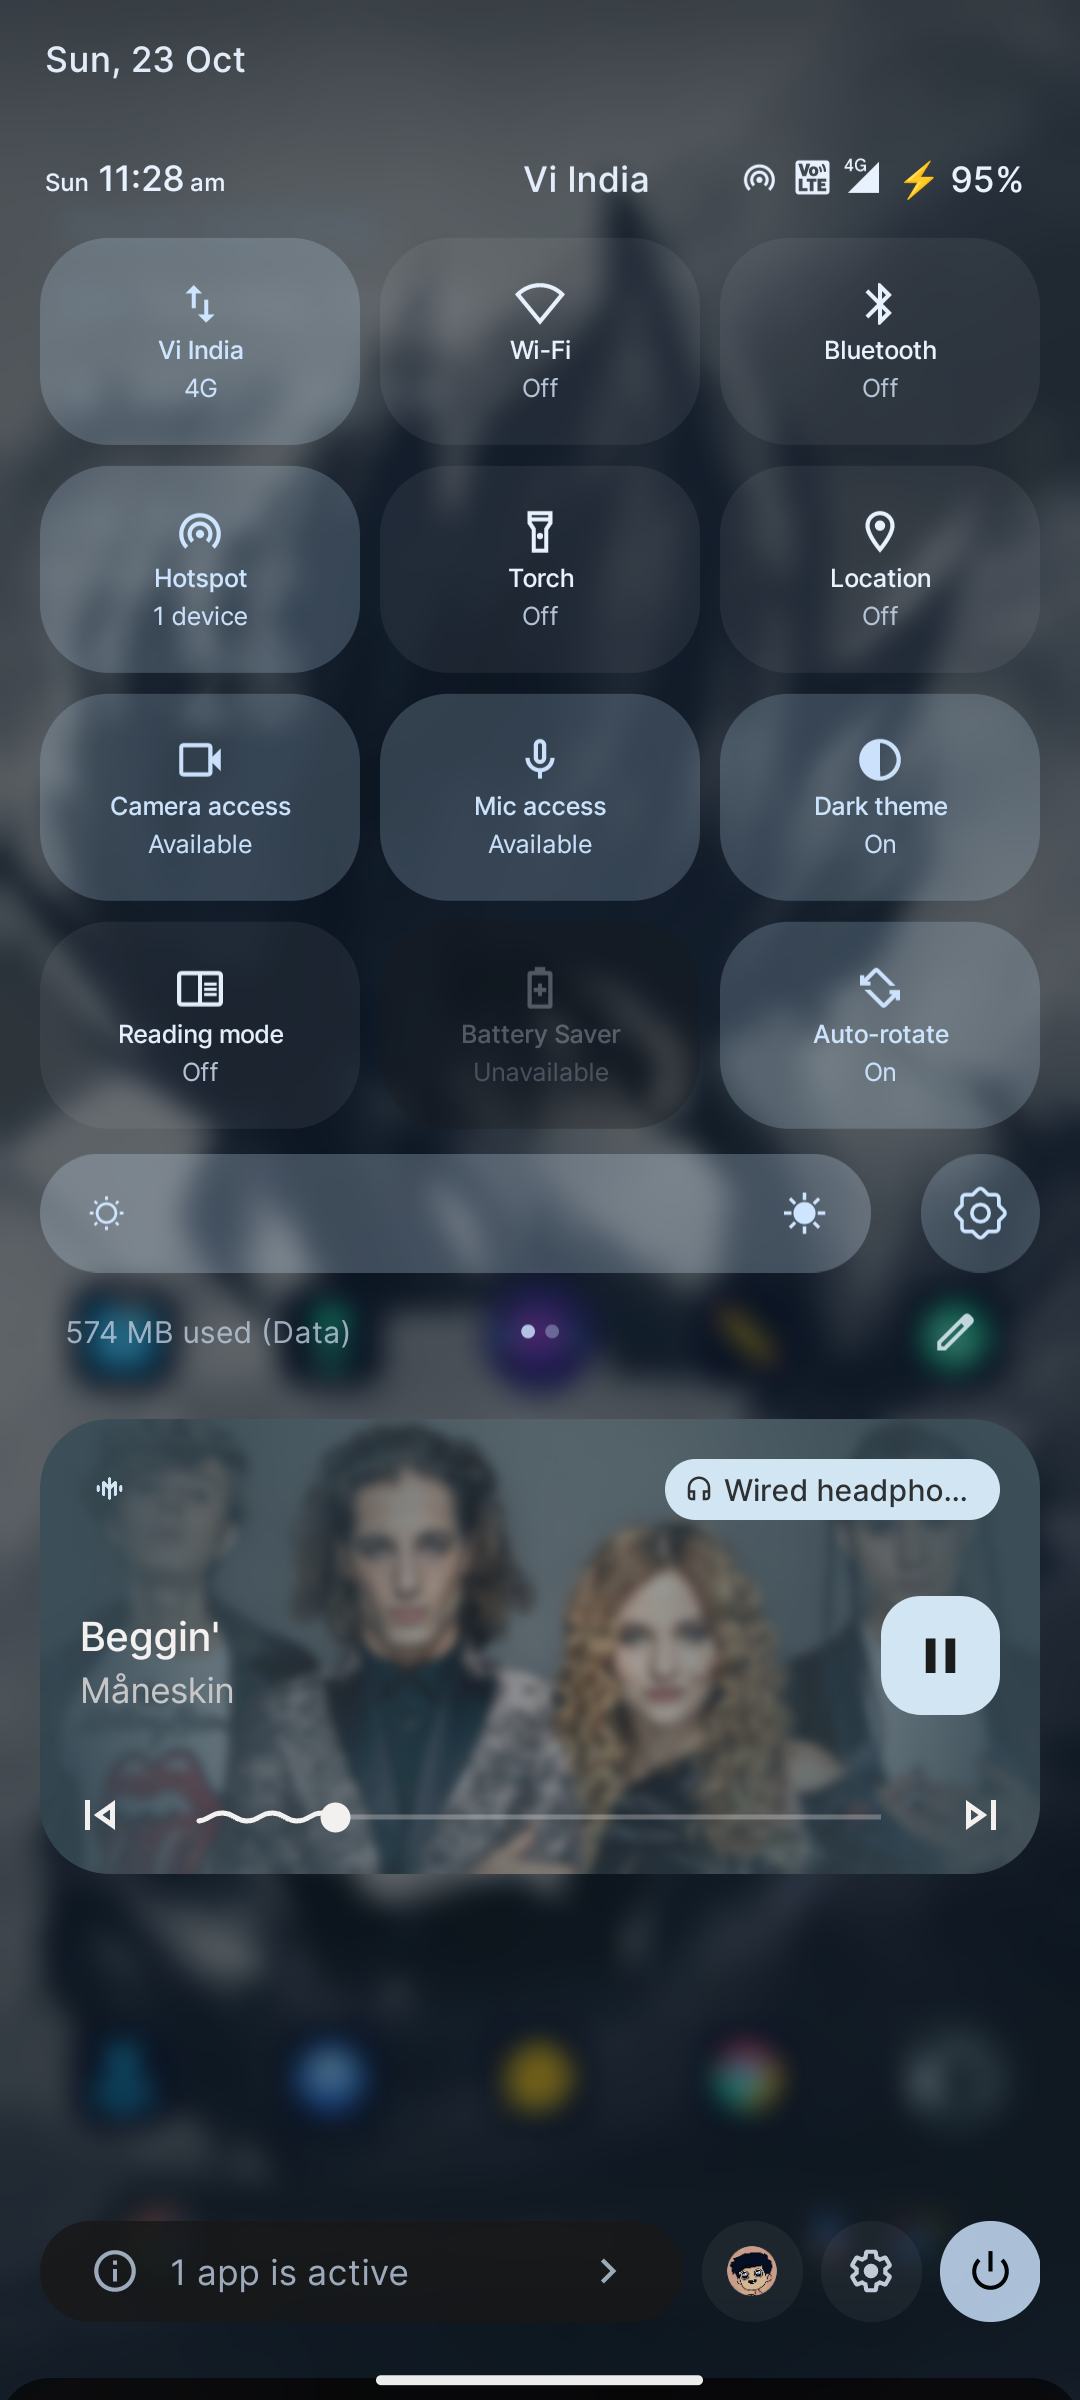 Sun, 23 Oct
Sun 11:28 am Vi India VoLTE 4G ⚡ 95%
Vi India
4G
Wi-Fi
Off
Bluetooth
Off
Hotspot
1 device
Torch
Off
Location
Off
Camera access
Available
Mic access
Available
Dark theme
On
Reading mode
Off
Battery Saver
Unavailable
Auto-rotate
On
574 MB used (Data)
Wired headpho...
Beggin'
Måneskin
1 app is active